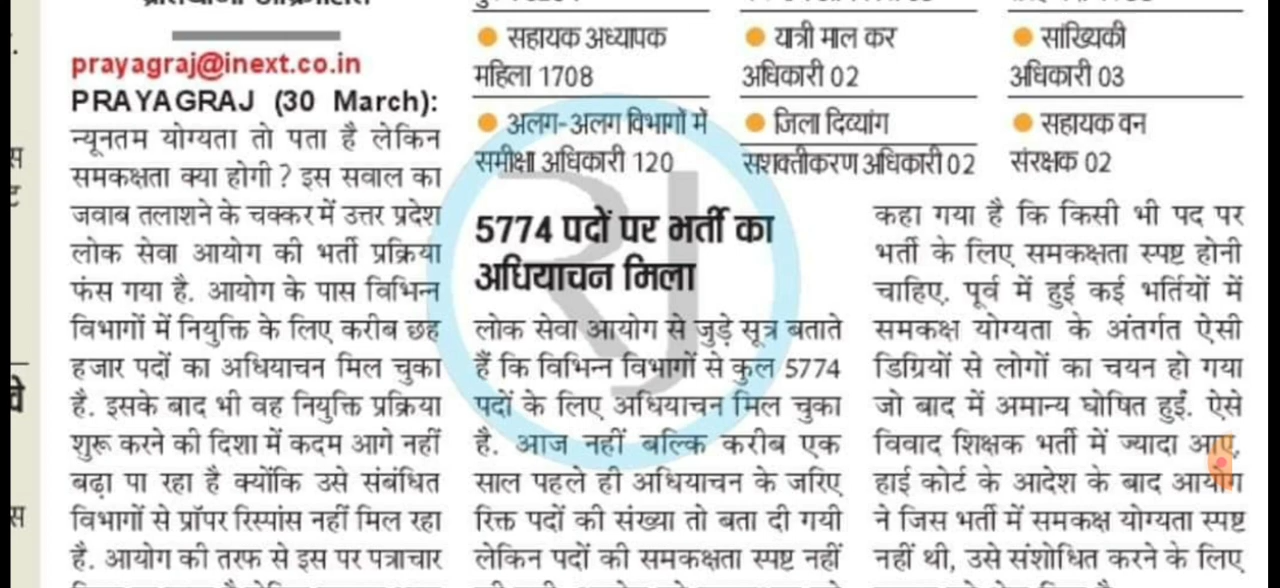 prayagraj@inext.co.in
PRAYAGRAJ (30 March):
न्यूनतम योग्यता तो पता है लेकिन
समकक्षता क्या होगी? इस सवाल का
जवाब तलाशने के चक्कर में उत्तर प्रदेश
लोक सेवा आयोग की भर्ती प्रक्रिया
फंस गया है. आयोग के पास विभिन्न
विभागों में नियुक्ति के लिए करीब छह
हजार पदों का अधियाचन मिल चुका
है. इसके बाद भी वह नियुक्ति प्रक्रिया
शुरू करने की दिशा में कदम आगे नहीं
बढ़ा पा रहा है क्योंकि उसे संबंधित
विभागों से प्रॉपर रिस्पांस नहीं मिल रहा
है. आयोग की तरफ से इस पर पत्राचार
सहायक अध्यापक
महिला 1708
अलग-अलग विभागों में
समीक्षा अधिकारी 120
यात्री माल कर
अधिकारी 02
जिला दिव्यांग
सशक्तीकरण अधिकारी 02
सांख्यिकी
अधिकारी 03
सहायक वन
संरक्षक 02
5774 पदों पर भर्ती का
अधियाचन मिला
लोक सेवा आयोग से जुड़े सूत्र बताते
हैं कि विभिन्न विभागों से कुल 5774
पदों के लिए अधियाचन मिल चुका
है. आज नहीं बल्कि करीब एक
साल पहले ही अधियाचन के जरिए
रिक्त पदों की संख्या तो बता दी गयी
लेकिन पदों की समकक्षता स्पष्ट नहीं
कहा गया है कि किसी भी पद पर
भर्ती के लिए समकक्षता स्पष्ट होनी
चाहिए. पूर्व में हुई कई भर्तियों में
समकक्ष योग्यता के अंतर्गत ऐसी
डिग्रियों से लोगों का चयन हो गया
जो बाद में अमान्य घोषित हुईं. ऐसे
विवाद शिक्षक भर्ती में ज्यादा आए,
हाई कोर्ट के आदेश के बाद आयोग
ने जिस भर्ती में समकक्ष योग्यता स्पष्ट
नहीं थी, उसे संशोधित करने के लिए
RJ